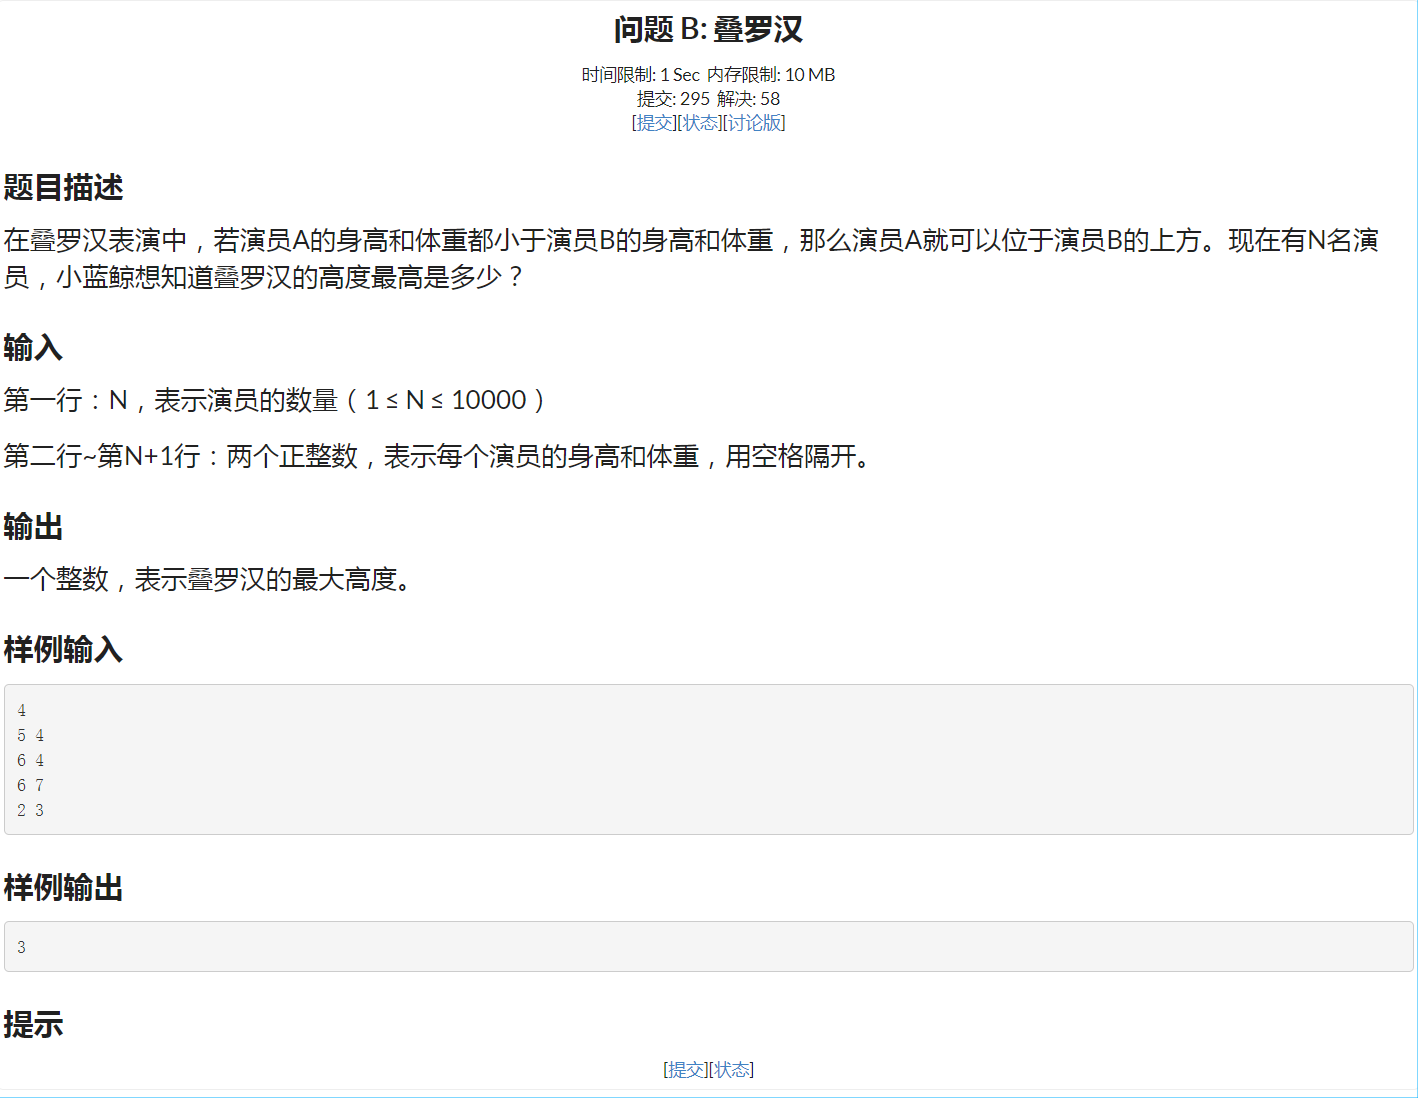 问题 B: 叠罗汉
时间限制: 1 Sec 内存限制: 10 MB
提交: 295 解决: 58
[提交][状态][讨论版]
题目描述
在叠罗汉表演中，若演员A的身高和体重都小于演员B的身高和体重，那么演员A就可以位于演员B的上方。现在有N名演
员，小蓝鲸想知道叠罗汉的高度最高是多少？
输入
第一行：N，表示演员的数量（1 ≤ N ≤ 10000）
第二行~第N+1行：两个正整数，表示每个演员的身高和体重，用空格隔开。
输出
一个整数，表示叠罗汉的最大高度。
样例输入
4
5 4
6 4
6 7
2 3
样例输出
3
提示
[提交][状态]